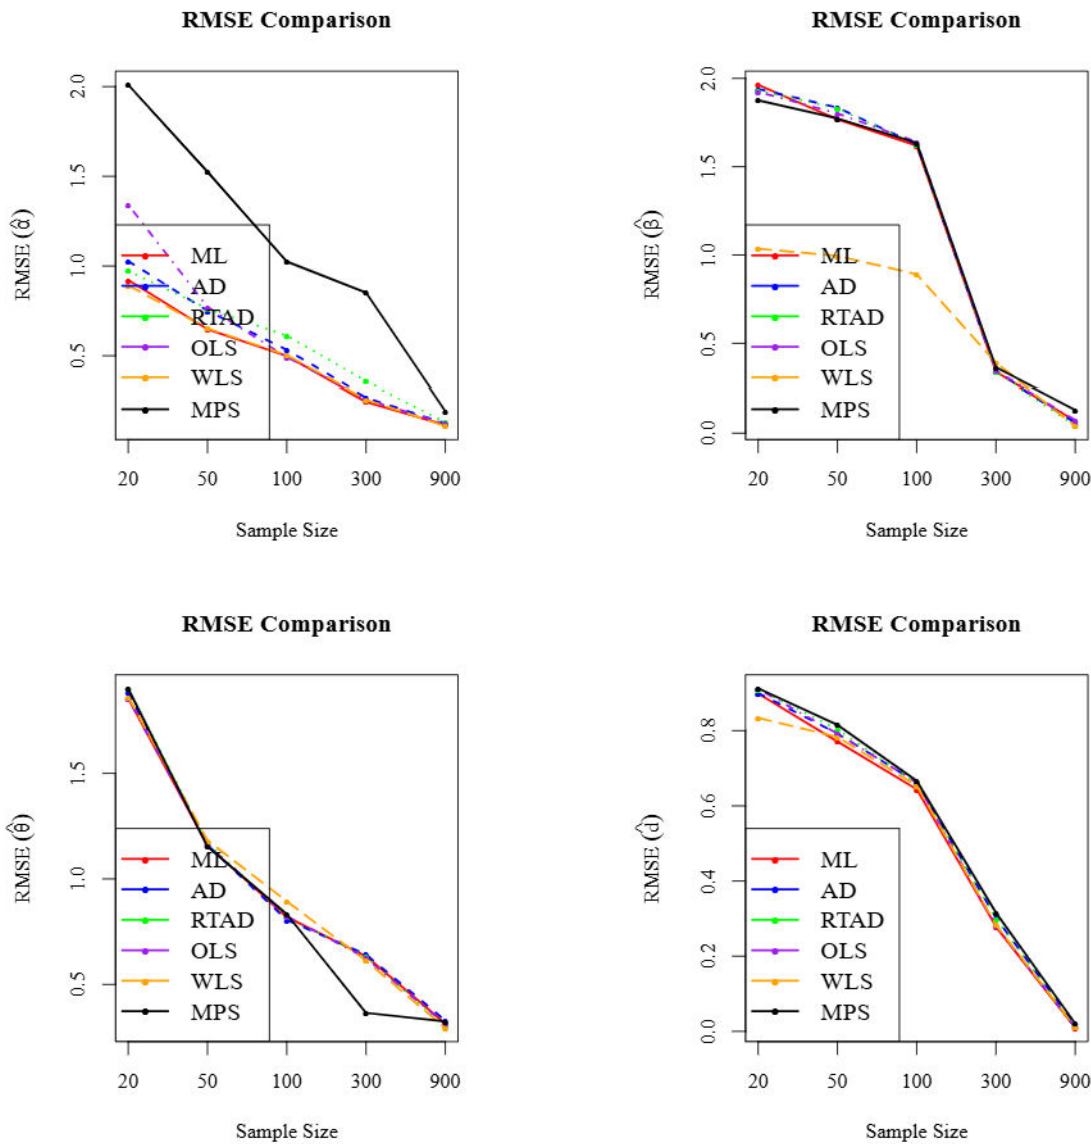 RMSE Comparison
RMSE (α̂)
2.0
1.5
1.0
0.5
ML
AD
RTAD
OLS
WLS
MPS
20 50 100 300 900
Sample Size
RMSE Comparison
RMSE (β̂)
2.0
1.5
1.0
0.5
0.0
ML
AD
RTAD
OLS
WLS
MPS
20 50 100 300 900
Sample Size
RMSE Comparison
RMSE (θ̂)
1.5
1.0
0.5
ML
AD
RTAD
OLS
WLS
MPS
20 50 100 300 900
Sample Size
RMSE Comparison
RMSE (d̂)
0.8
0.6
0.4
0.2
0.0
ML
AD
RTAD
OLS
WLS
MPS
20 50 100 300 900
Sample Size